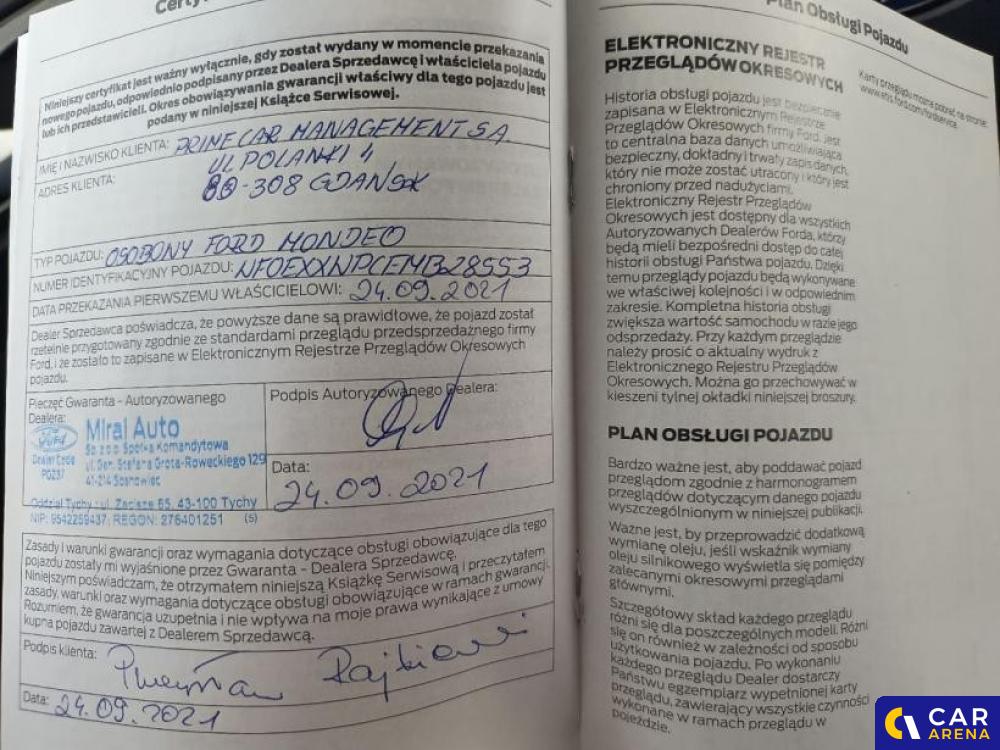 Niniejszy certyfikat jest ważny wyłącznie, gdy został wydany w momencie przekazania
nowego pojazdu, odpowiednio podpisany przez Dealera Sprzedawcę i właściciela pojazdu
lub ich przedstawicieli. Okres obowiązywania gwarancji właściwy dla tego pojazdu jest
podany w niniejszej Książce Serwisowej.
IMIĘ I NAZWISKO KLIENTA: PRIME CAR MANAGEMENT S.A.
ADRES KLIENTA: UL POLANKI 4
80-308 GDAŃSK
TYP POJAZDU: OSOBOWY FORD MONDEO
NUMER IDENTYFIKACYJNY POJAZDU: WF0EXXWPCEMB28553
DATA PRZEKAZANIA PIERWSZEMU WŁAŚCICIELOWI: 24.09.2021
Dealer Sprzedawca poświadcza, że powyższe dane są prawidłowe, że pojazd został
rzetelnie przygotowany zgodnie ze standardami przeglądu przedsprzedażnego firmy
Ford, i że zostało to zapisane w Elektronicznym Rejestrze Przeglądów Okresowych
pojazdu.
Pieczęć Gwaranta - Autoryzowanego
Dealera:
Ford
Dealer Code
Miral Auto
Sp. z o.o. Spółka Komandytowa
ul. Gen. Stefana Grota-Roweckiego 129
41-214 Sosnowiec
Oddział Tychy ul. Zacisze 65, 43-100 Tychy
NIP: 9542259437; REGON: 276401251 (5)
Podpis Autoryzowanego Dealera:
Data:
24.09.2021
Zasady i warunki gwarancji oraz wymagania dotyczące obsługi obowiązujące dla tego
pojazdu zostały mi wyjaśnione przez Gwaranta - Dealera Sprzedawcę.
Niniejszym poświadczam, że otrzymałem niniejszą Książkę Serwisową i przeczytałem
zasady, warunki oraz wymagania dotyczące obsługi obowiązujące w ramach gwarancji.
Rozumiem, że gwarancja uzupełnia i nie wpływa na moje prawa wynikające z umowy
kupna pojazdu zawartej z Dealerem Sprzedawcą.
Podpis klienta:
Data: 24.09.2021
Plan Obsługi Pojazdu
ELEKTRONICZNY REJESTR
PRZEGLĄDÓW OKRESOWYCH
Karty przeglądu można pobrać na stronie:
Historia obsługi pojazdu jest bezpiecznie
zapisana w Elektronicznym Rejestrze
Przeglądów Okresowych firmy Ford. Jest
to centralna baza danych umożliwiająca
bezpieczny, dokładny i trwały zapis danych,
który nie może zostać utracony i który jest
chroniony przed nadużyciami.
Elektroniczny Rejestr Przeglądów
Okresowych jest dostępny dla wszystkich
Autoryzowanych Dealerów Forda, którzy
będą mieli bezpośredni dostęp do całej
historii obsługi Państwa pojazdu. Dzięki
temu przeglądy pojazdu będą wykonywane
we właściwej kolejności i w odpowiednim
zakresie. Kompletna historia obsługi
zwiększa wartość samochodu w razie jego
odsprzedaży. Przy każdym przeglądzie
należy prosić o aktualny wydruk z
Elektronicznego Rejestru Przeglądów
Okresowych. Można go przechowywać w
kieszeni tylnej okładki niniejszej broszury.
PLAN OBSŁUGI POJAZDU
Bardzo ważne jest, aby poddawać pojazd
przeglądom zgodnie z harmonogramem
przeglądów dotyczącym danego pojazdu
wyszczególnionym w niniejszej publikacji.
Ważne jest, by przeprowadzić dodatkową
wymianę oleju, jeśli wskaźnik wymiany
oleju silnikowego wyświetla się pomiędzy
zalecanymi okresowymi przeglądami
głównymi.
Szczegółowy skład każdego przeglądu
różni się dla poszczególnych modeli. Różni
się on również w zależności od sposobu
użytkowania pojazdu. Po wykonaniu
każdego przeglądu Dealer dostarczy
Państwu egzemplarz wypełnionej karty
przeglądu, zawierający wszystkie czynności
wykonane w ramach przeglądu w
pojeździe.
CAR
ARENA